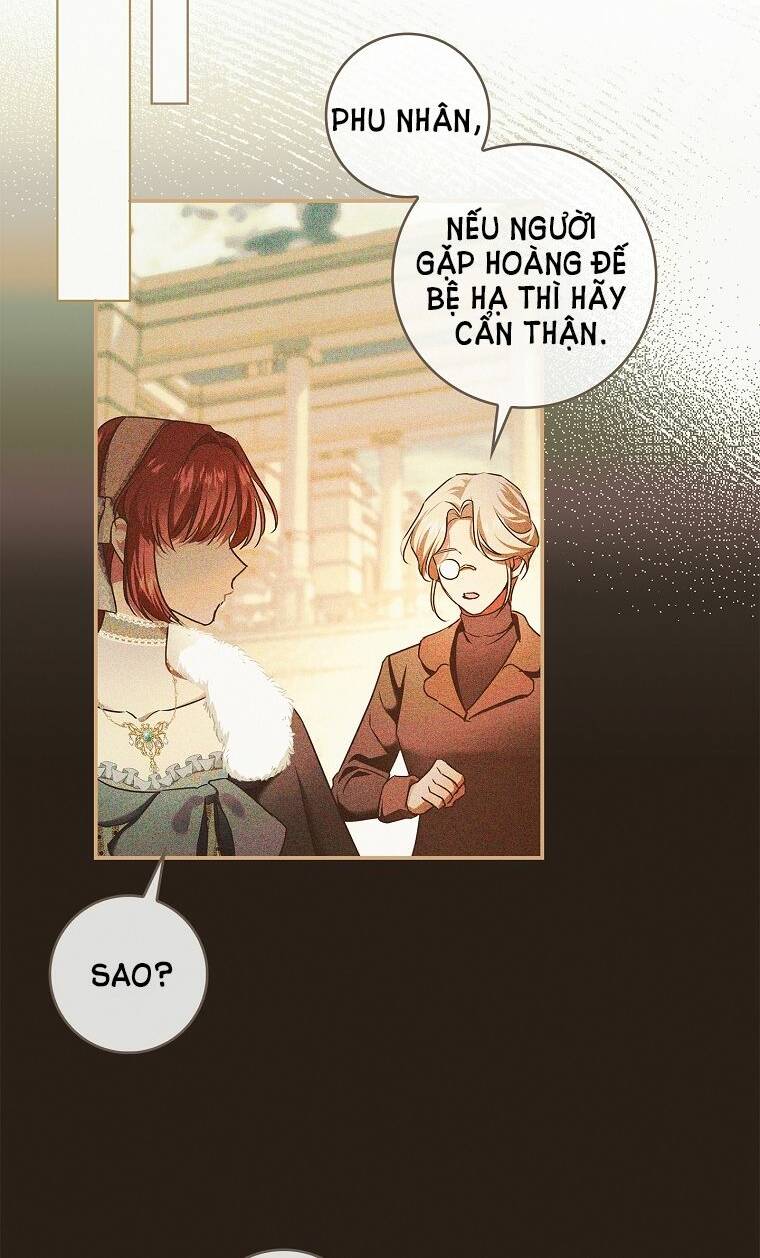 PHU NHÂN,
NẾU NGƯỜI
GẶP HOÀNG ĐẾ
BỆ HẠ THÌ HÃY
CẨN THẬN.
SAO?